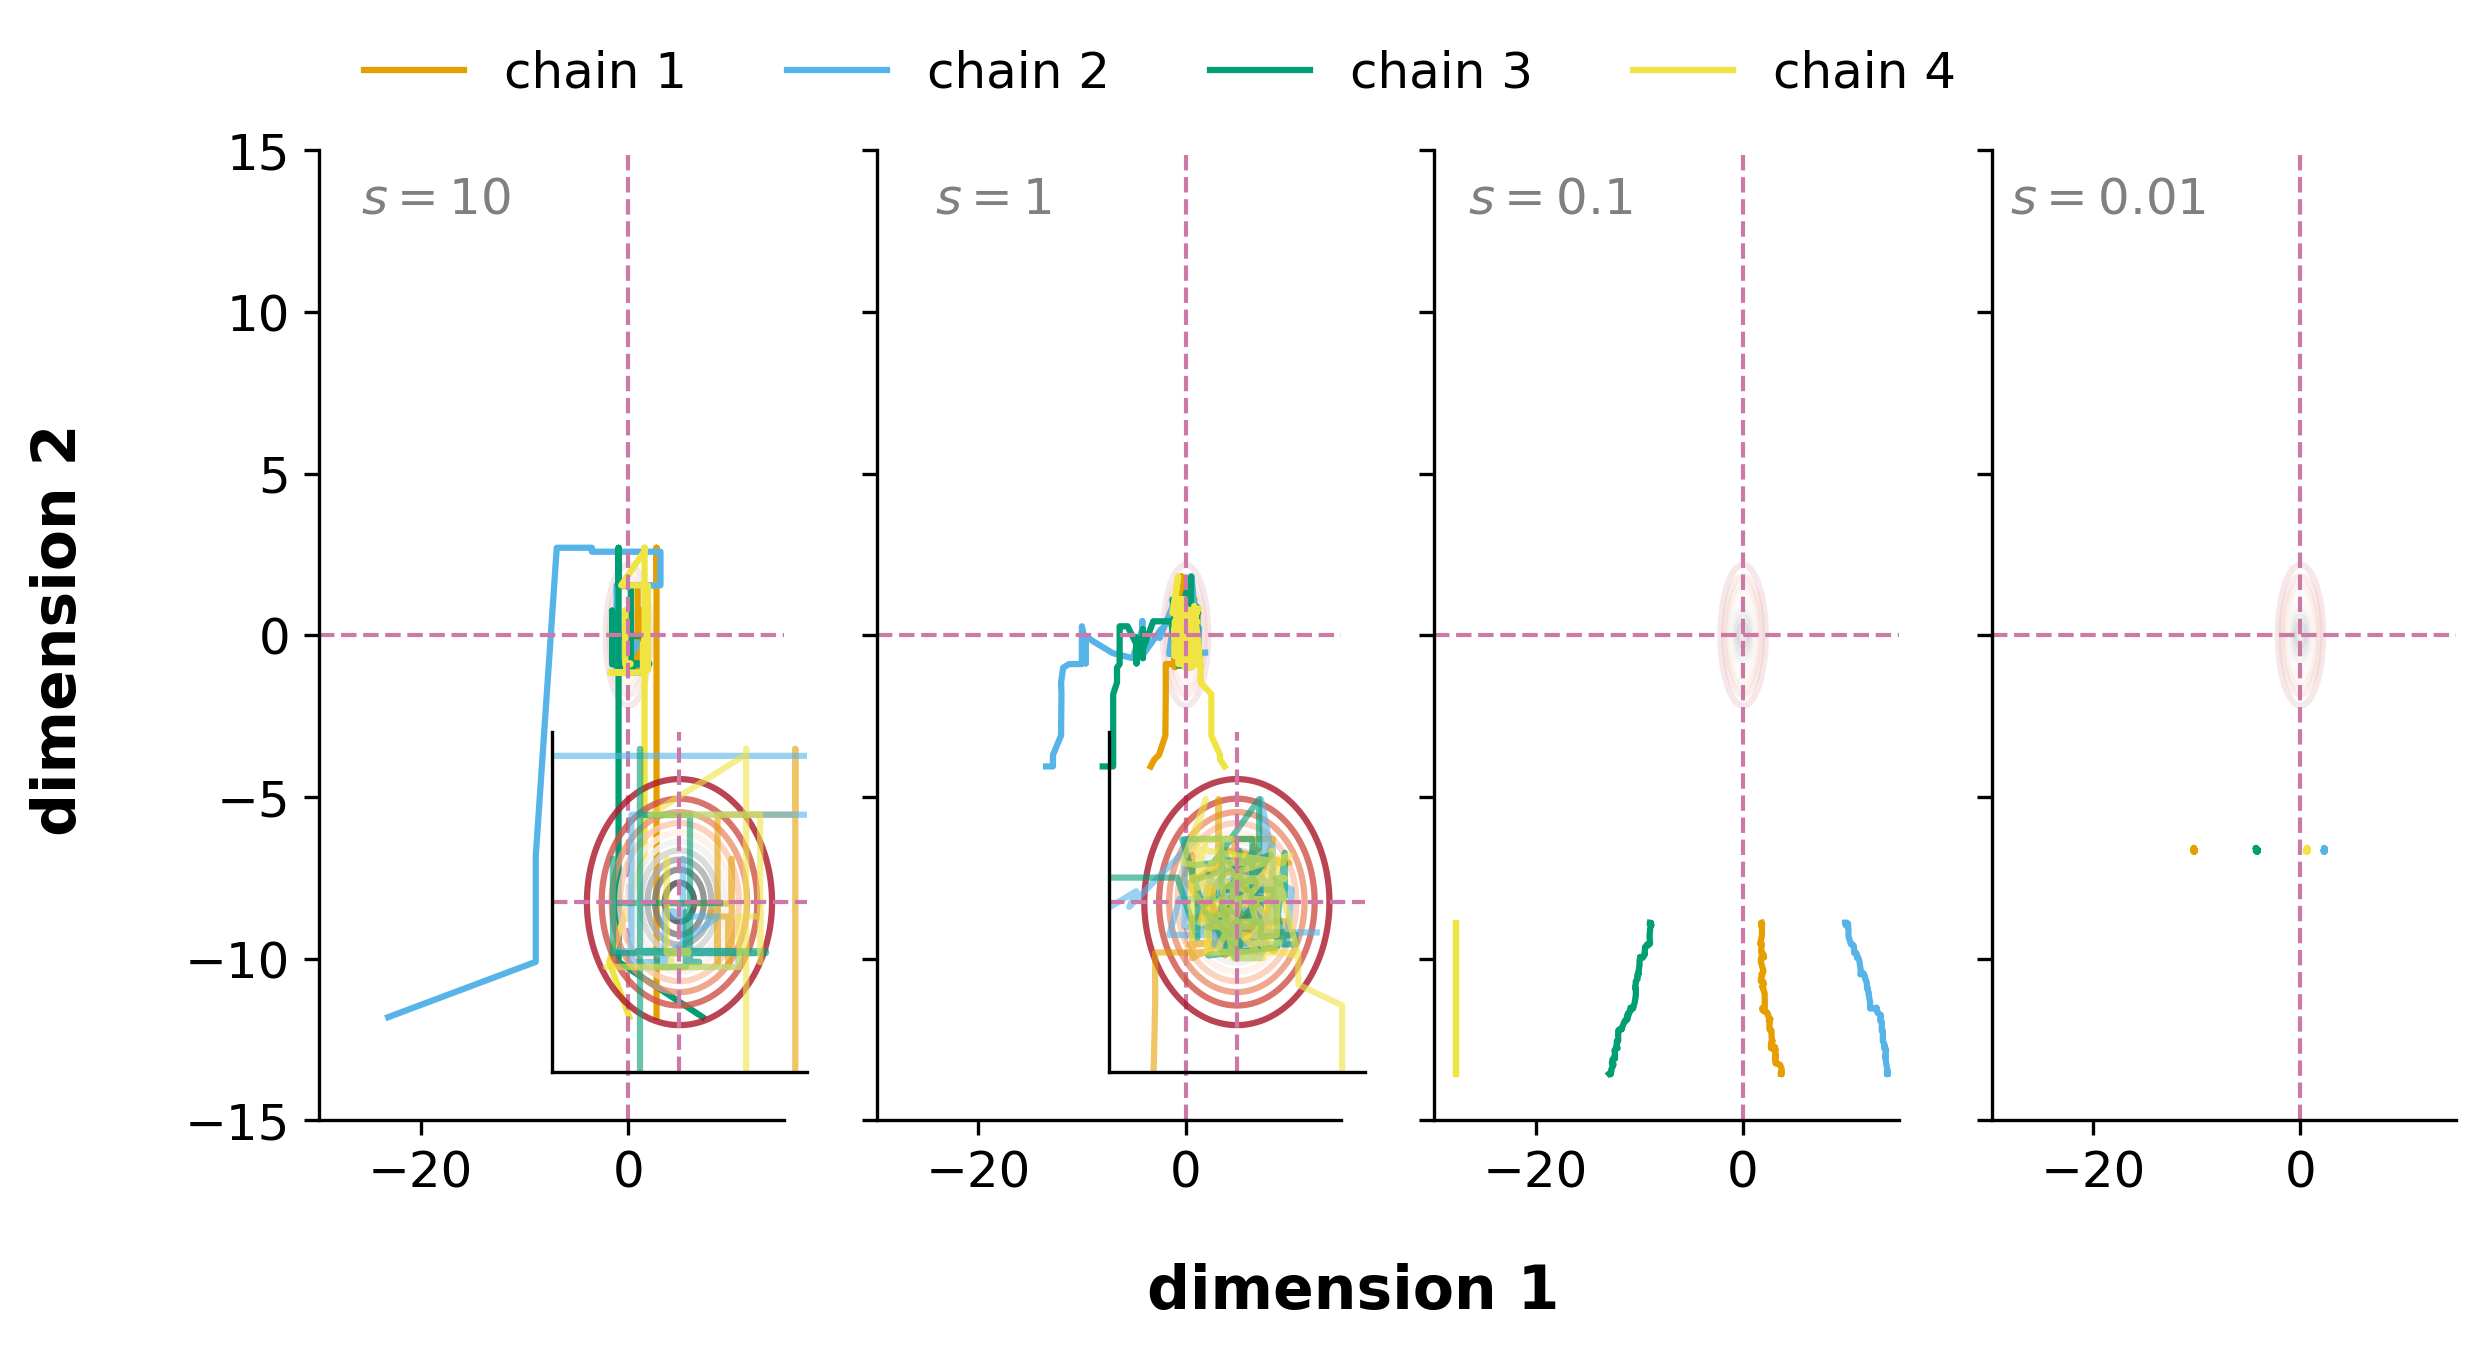 chain 1 chain 2 chain 3 chain 4
s = 10 s = 1 s = 0.1 s = 0.01
15
10
5
0
−5
−10
−15
dimension 2
−20 0 −20 0 −20 0 −20 0
dimension 1